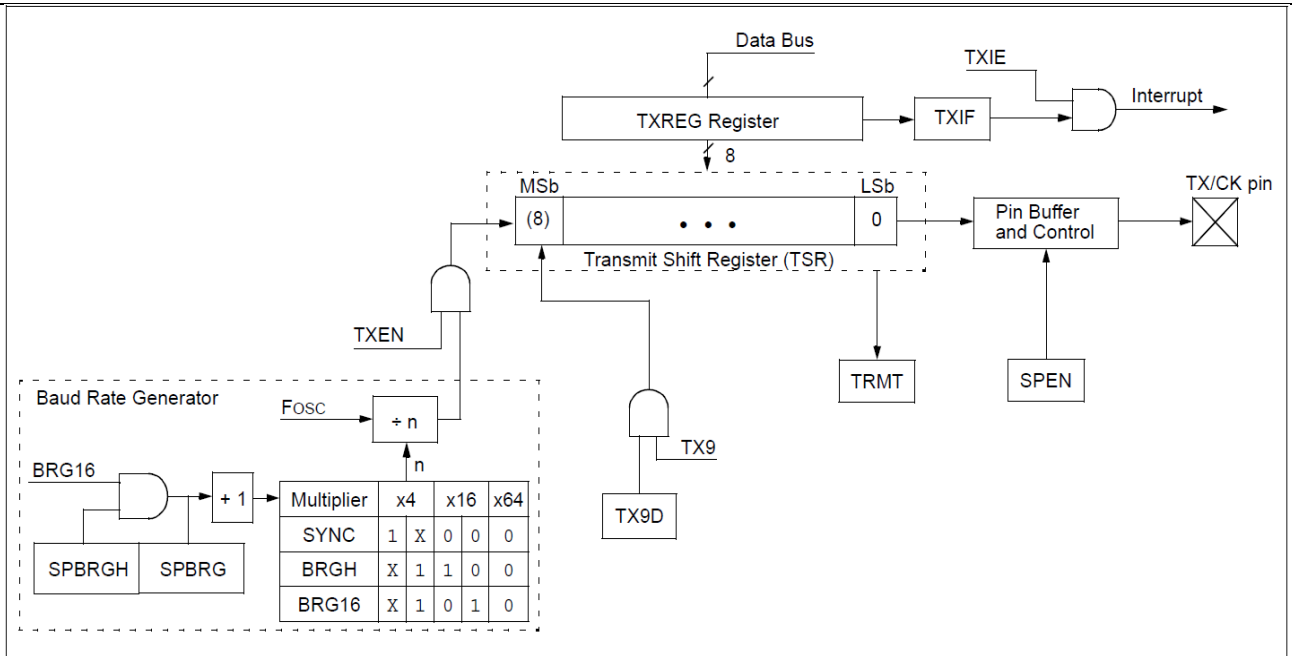 Data Bus
TXIE
Interrupt
TXREG Register
TXIF
8
MSb
LSb
TX/CK pin
(8)
• • •
0
Pin Buffer
and Control
Transmit Shift Register (TSR)
TXEN
TRMT
SPEN
Baud Rate Generator
FOSC
÷ n
TX9
n
BRG16
+ 1
Multiplier x4 x16 x64
TX9D
SYNC 1 X 0 0 0
SPBRGH SPBRG
BRGH X 1 1 0 0
BRG16 X 1 0 1 0